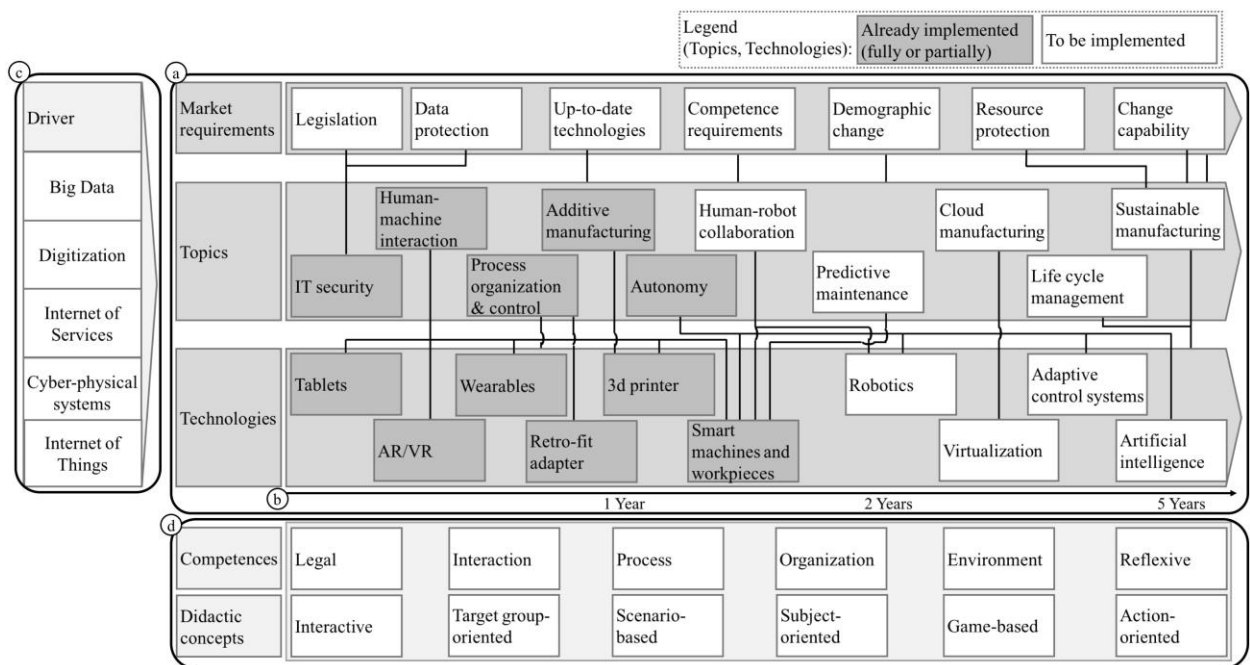 Legend
(Topics, Technologies):
Already implemented
(fully or partially)
To be implemented
c
a
Driver
Big Data
Digitization
Internet of
Services
Cyber-physical
systems
Internet of
Things
Market
requirements
Legislation
Data
protection
Up-to-date
technologies
Competence
requirements
Demographic
change
Resource
protection
Change
capability
Topics
Human-
machine
interaction
Additive
manufacturing
Human-robot
collaboration
Cloud
manufacturing
Sustainable
manufacturing
IT security
Process
organization
& control
Autonomy
Predictive
maintenance
Life cycle
management
Technologies
Tablets
Wearables
3d printer
Robotics
Adaptive
control systems
AR/VR
Retro-fit
adapter
Smart
machines and
workpieces
Virtualization
Artificial
intelligence
b
1 Year
2 Years
5 Years
d
Competences
Legal
Interaction
Process
Organization
Environment
Reflexive
Didactic
concepts
Interactive
Target group-
oriented
Scenario-
based
Subject-
oriented
Game-based
Action-
oriented